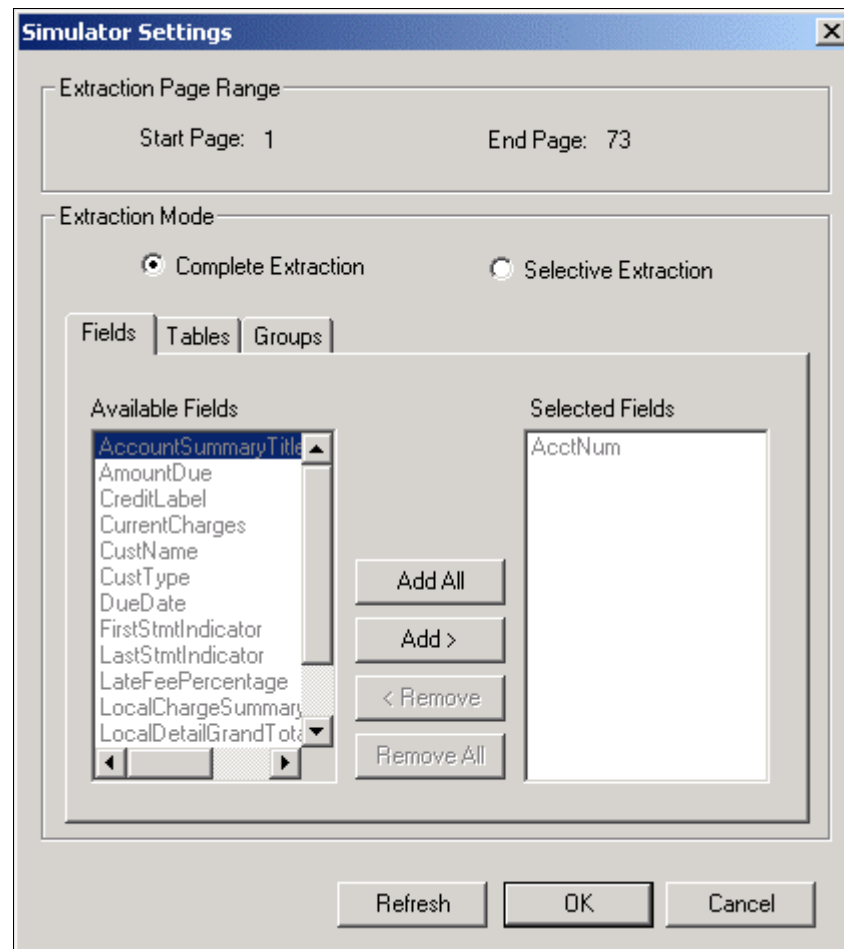 Simulator Settings
Extraction Page Range
Start Page: 1 End Page: 73
Extraction Mode
Complete Extraction Selective Extraction
Fields Tables Groups
Available Fields
AccountSummaryTitle
AmountDue
CreditLabel
CurrentCharges
CustName
CustType
DueDate
FirstStmtIndicator
LastStmtIndicator
LateFeePercentage
LocalChargeSummary
LocalDetailGrandTota
Add All
Add >
< Remove
Remove All
Selected Fields
AcctNum
Refresh OK Cancel